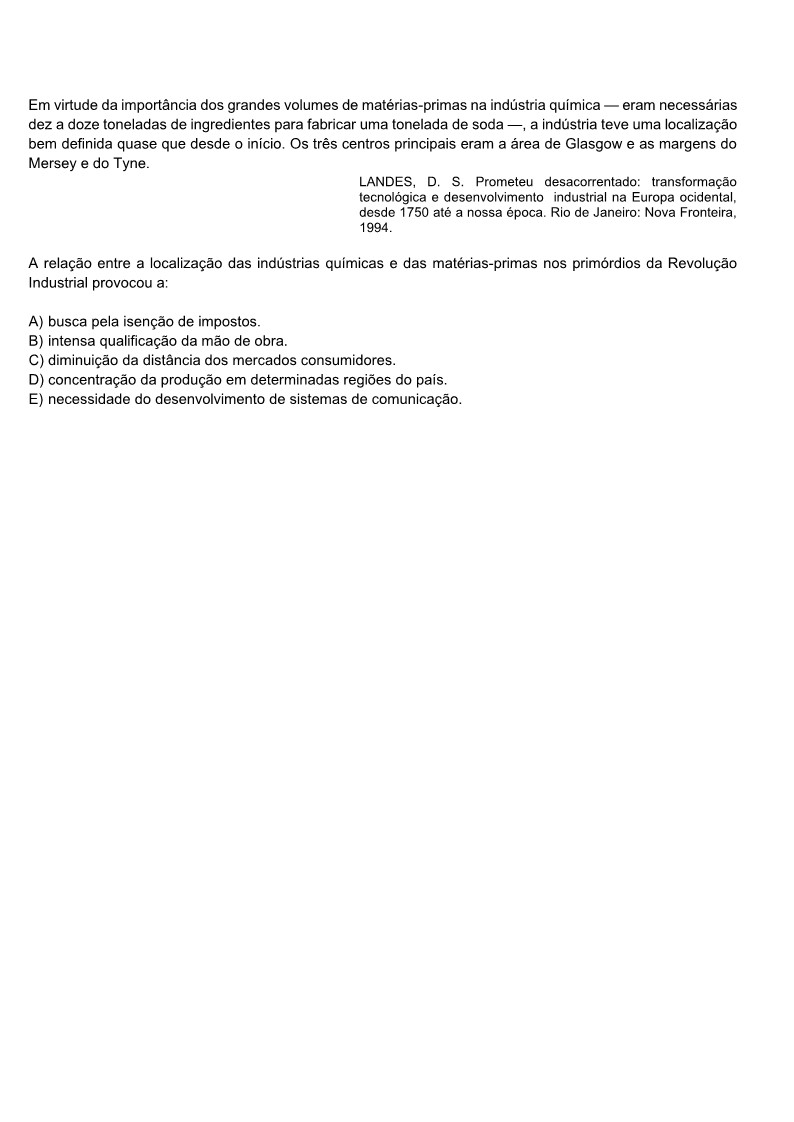 Em virtude da importância dos grandes volumes de matérias-primas na indústria química — eram necessárias
dez a doze toneladas de ingredientes para fabricar uma tonelada de soda —, a indústria teve uma localização
bem definida quase que desde o início. Os três centros principais eram a área de Glasgow e as margens do
Mersey e do Tyne.
LANDES, D. S. Prometeu desacorrentado: transformação
tecnológica e desenvolvimento industrial na Europa ocidental,
desde 1750 até a nossa época. Rio de Janeiro: Nova Fronteira,
1994.
A relação entre a localização das indústrias químicas e das matérias-primas nos primórdios da Revolução
Industrial provocou a:
A) busca pela isenção de impostos.
B) intensa qualificação da mão de obra.
C) diminuição da distância dos mercados consumidores.
D) concentração da produção em determinadas regiões do país.
E) necessidade do desenvolvimento de sistemas de comunicação.